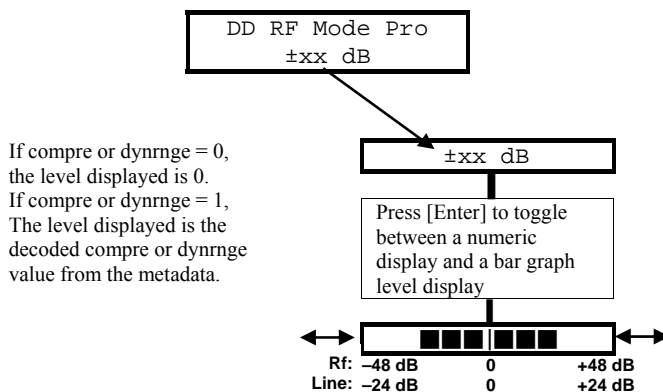 DD RF Mode Pro
±xx dB
±xx dB
If compre or dynrnge = 0,
the level displayed is 0.
If compre or dynrnge = 1,
The level displayed is the
decoded compre or dynrnge
value from the metadata.
Press [Enter] to toggle
between a numeric
display and a bar graph
level display
Rf: –48 dB 0 +48 dB
Line: –24 dB 0 +24 dB